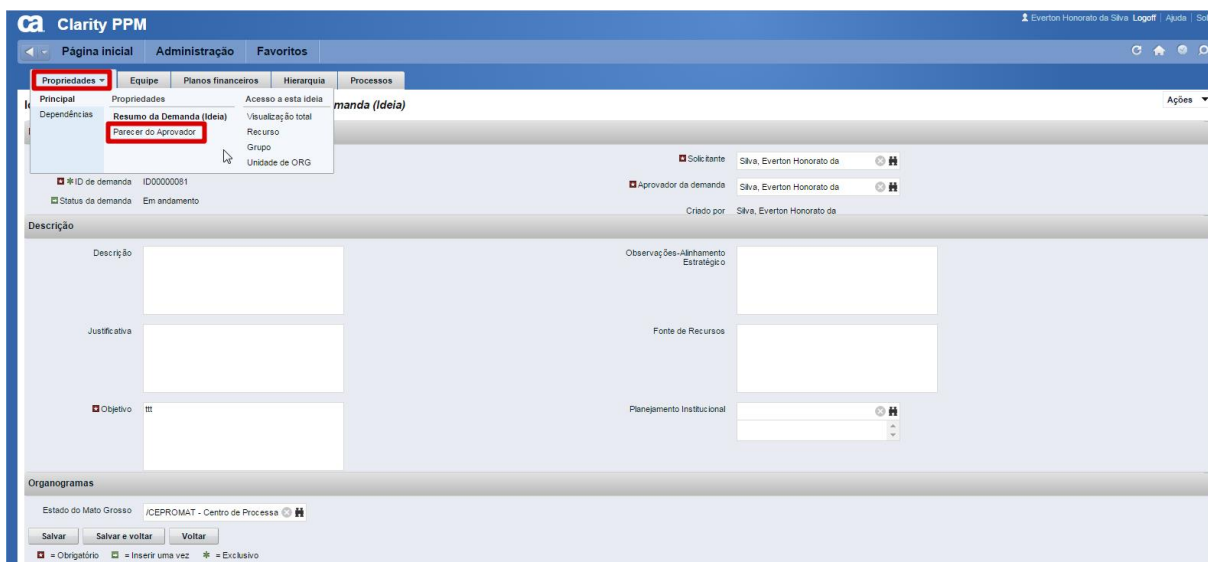 ca Clarity PPM
Everton Honorato da Silva Logoff | Ajuda |
Página inicial Administração Favoritos
Propriedades Equipe Planos financeiros Hierarquia Processos
Principal Propriedades Acesso a esta ideia
manda (Ideia)
Ações
Dependências Resumo da Demanda (Ideia) Visualização total
Parecer do Aprovador Recurso
Grupo
Unidade de ORG
Solicitante Silva, Everton Honorato da
ID de demanda ID00000081
Aprovador da demanda Silva, Everton Honorato da
Status da demanda Em andamento
Criado por Silva, Everton Honorato da
Descrição
Descrição
Observações-Alinhamento
Estratégico
Justificativa
Fonte de Recursos
Objetivo ttt
Planejamento Institucional
Organogramas
Estado do Mato Grosso /CEPROMAT - Centro de Processa
Salvar Salvar e voltar Voltar
= Obrigatório = Inserir uma vez = Exclusivo